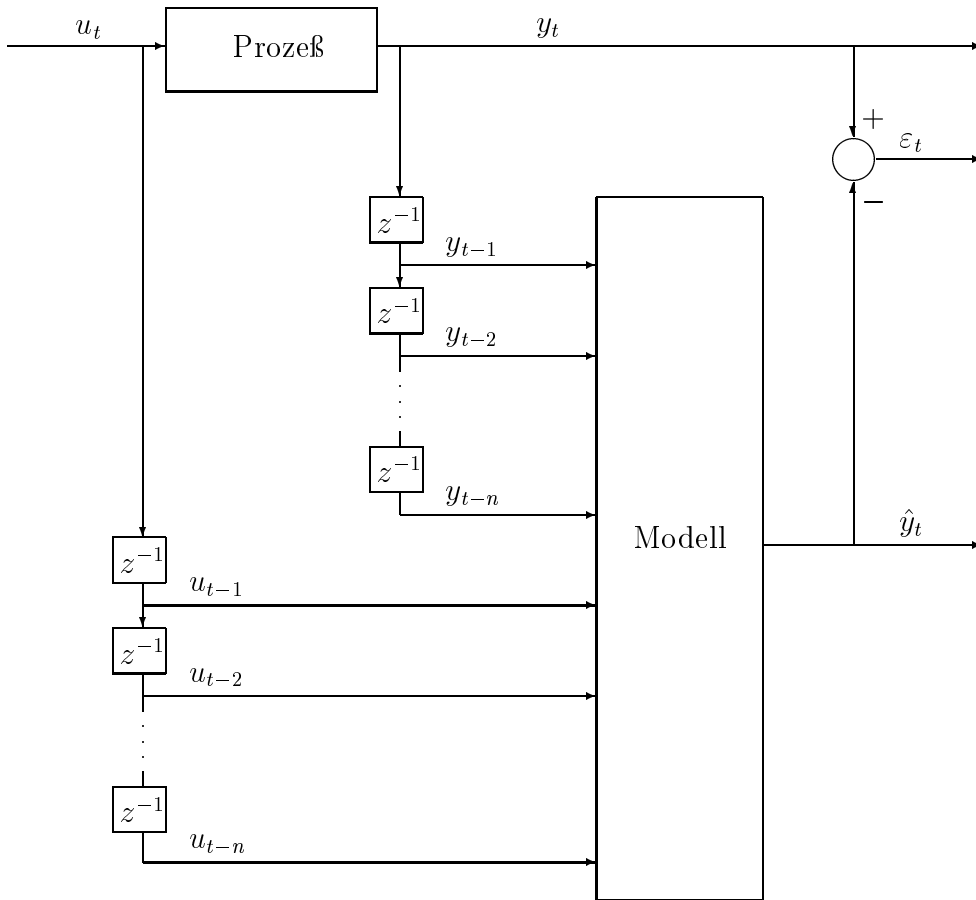 u_t
Prozeß
y_t
+
ε_t
−
z^{-1}
y_{t-1}
z^{-1}
y_{t-2}
z^{-1}
y_{t-n}
Modell
ŷ_t
z^{-1}
u_{t-1}
z^{-1}
u_{t-2}
z^{-1}
u_{t-n}